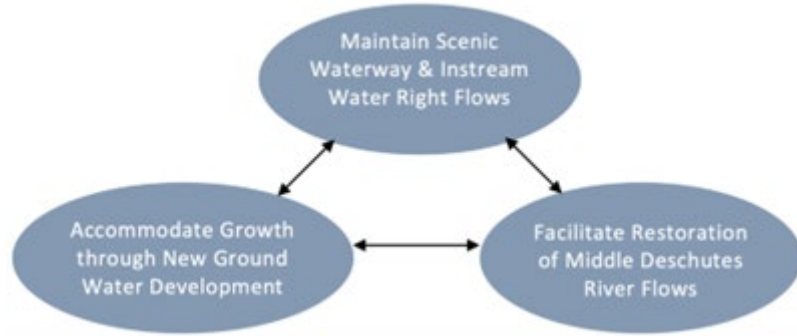 Maintain Scenic
Waterway & Instream
Water Right Flows
Accommodate Growth
through New Ground
Water Development
Facilitate Restoration
of Middle Deschutes
River Flows